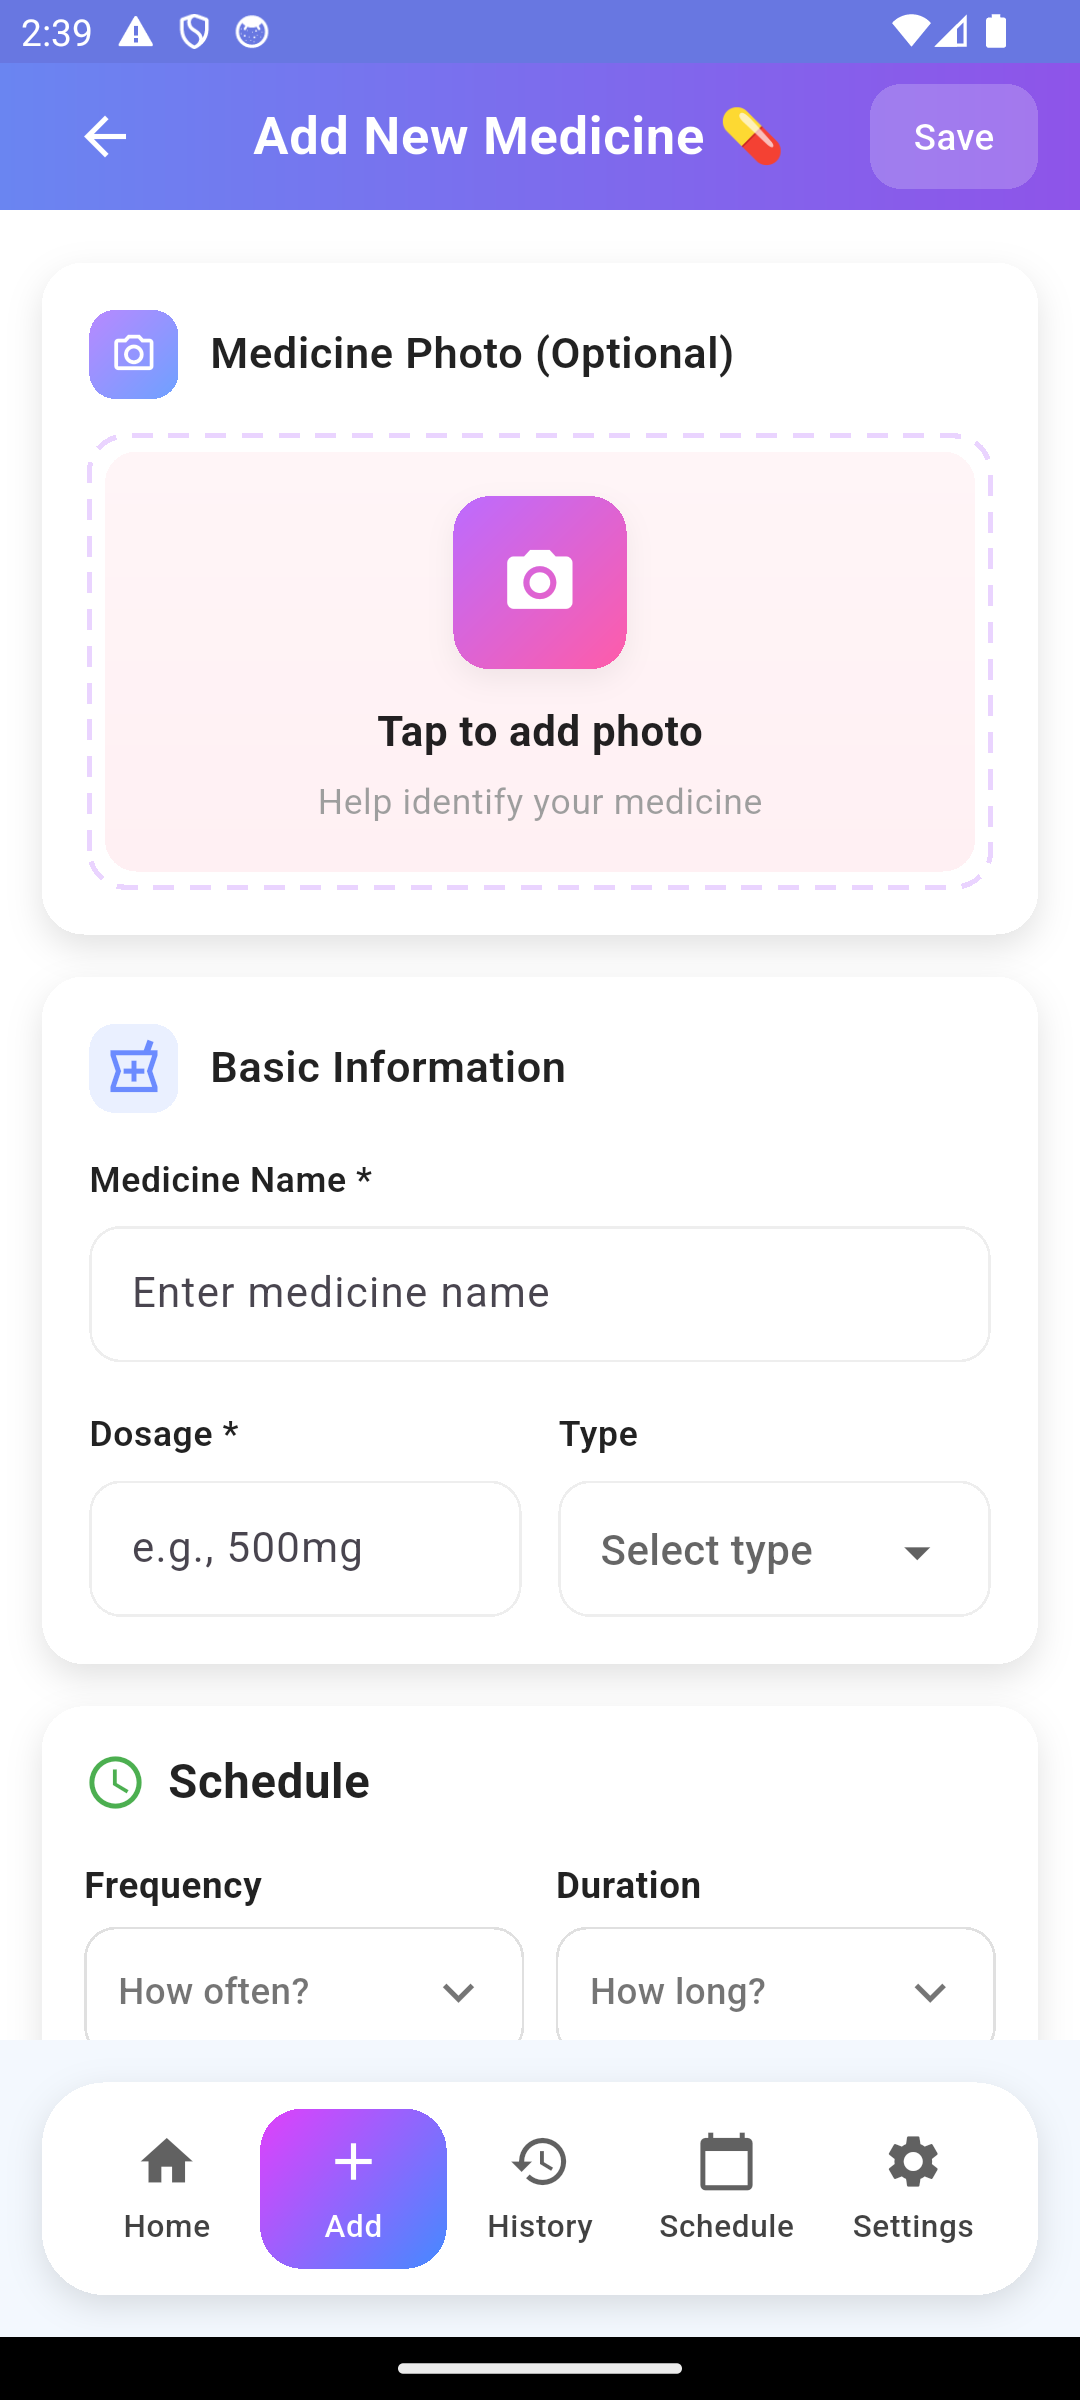 2:39
Add New Medicine 💊
Save
Medicine Photo (Optional)
Tap to add photo
Help identify your medicine
Basic Information
Medicine Name *
Enter medicine name
Dosage *
Type
e.g., 500mg
Select type
Schedule
Frequency
Duration
How often?
How long?
Home
Add
History
Schedule
Settings